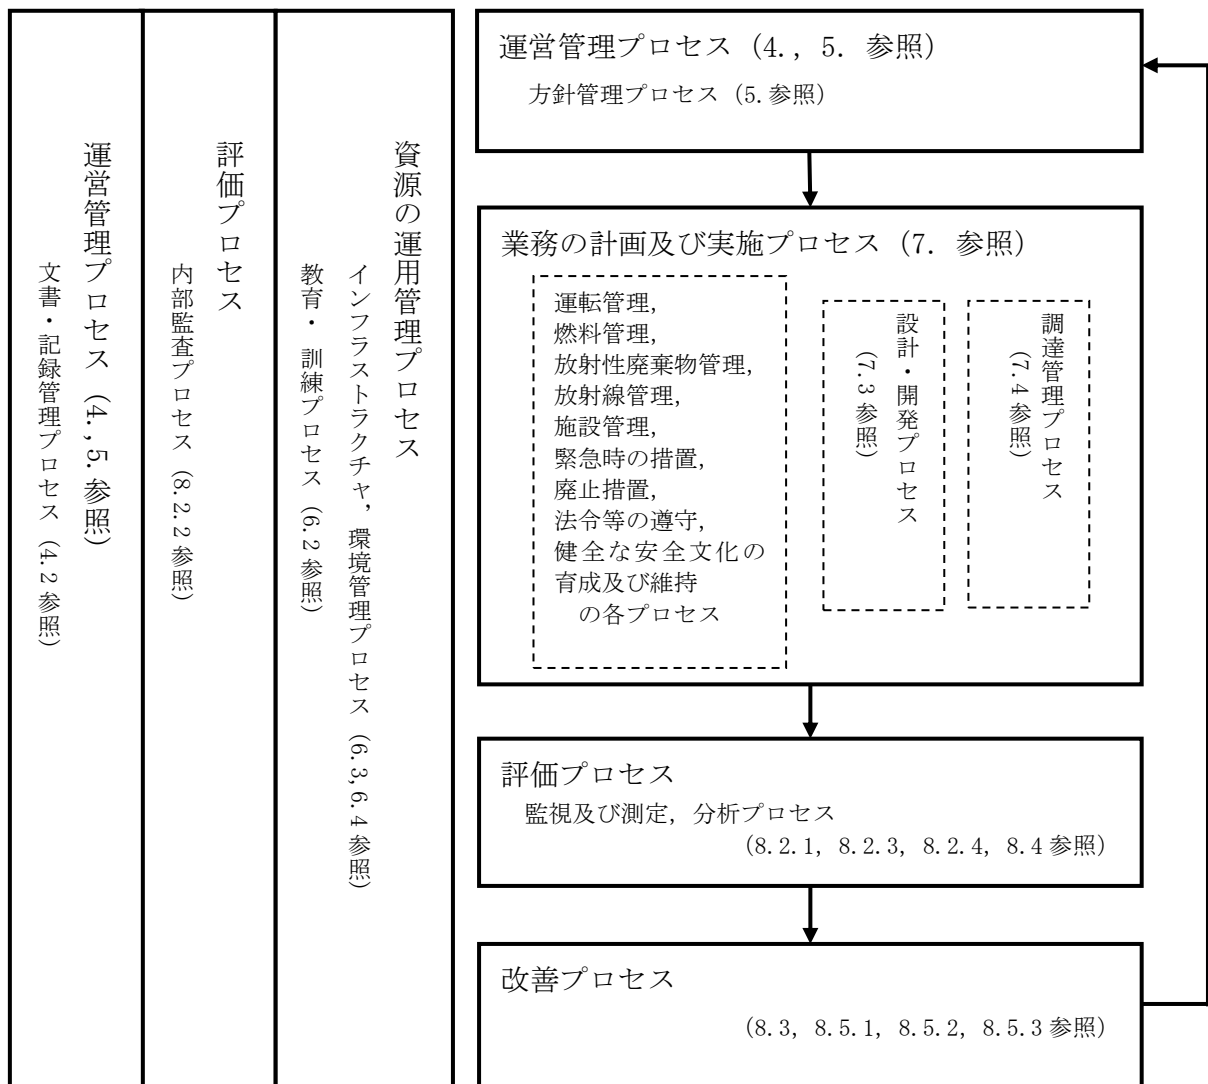 運営管理プロセス（4.，5. 参照）
文書・記録管理プロセス（4.2参照）
評価プロセス
内部監査プロセス（8.2.2参照）
資源の運用管理プロセス
インフラストラクチャ，環境管理プロセス（6.3,6.4参照）
教育・訓練プロセス（6.2参照）
運営管理プロセス（4.，5. 参照）
方針管理プロセス（5.参照）
業務の計画及び実施プロセス（7. 参照）
運転管理，
燃料管理，
放射性廃棄物管理，
放射線管理，
施設管理，
緊急時の措置，
廃止措置，
法令等の遵守，
健全な安全文化の
育成及び維持
の各プロセス
設計・開発プロセス
（7.3参照）
調達管理プロセス
（7.4参照）
評価プロセス
監視及び測定，分析プロセス
（8.2.1，8.2.3，8.2.4，8.4参照）
改善プロセス
（8.3，8.5.1，8.5.2，8.5.3参照）